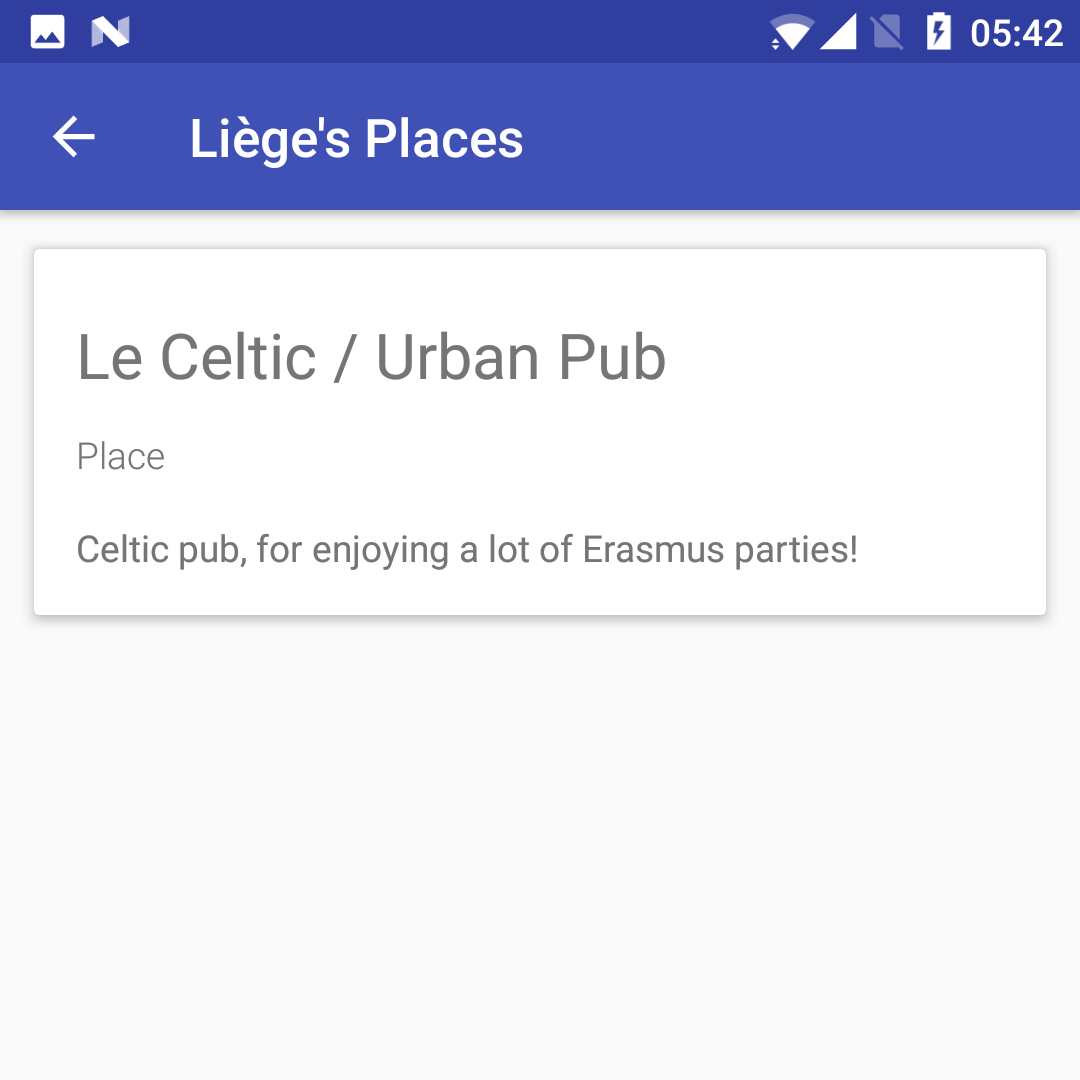 05:42
Liège's Places
Le Celtic / Urban Pub
Place
Celtic pub, for enjoying a lot of Erasmus parties!